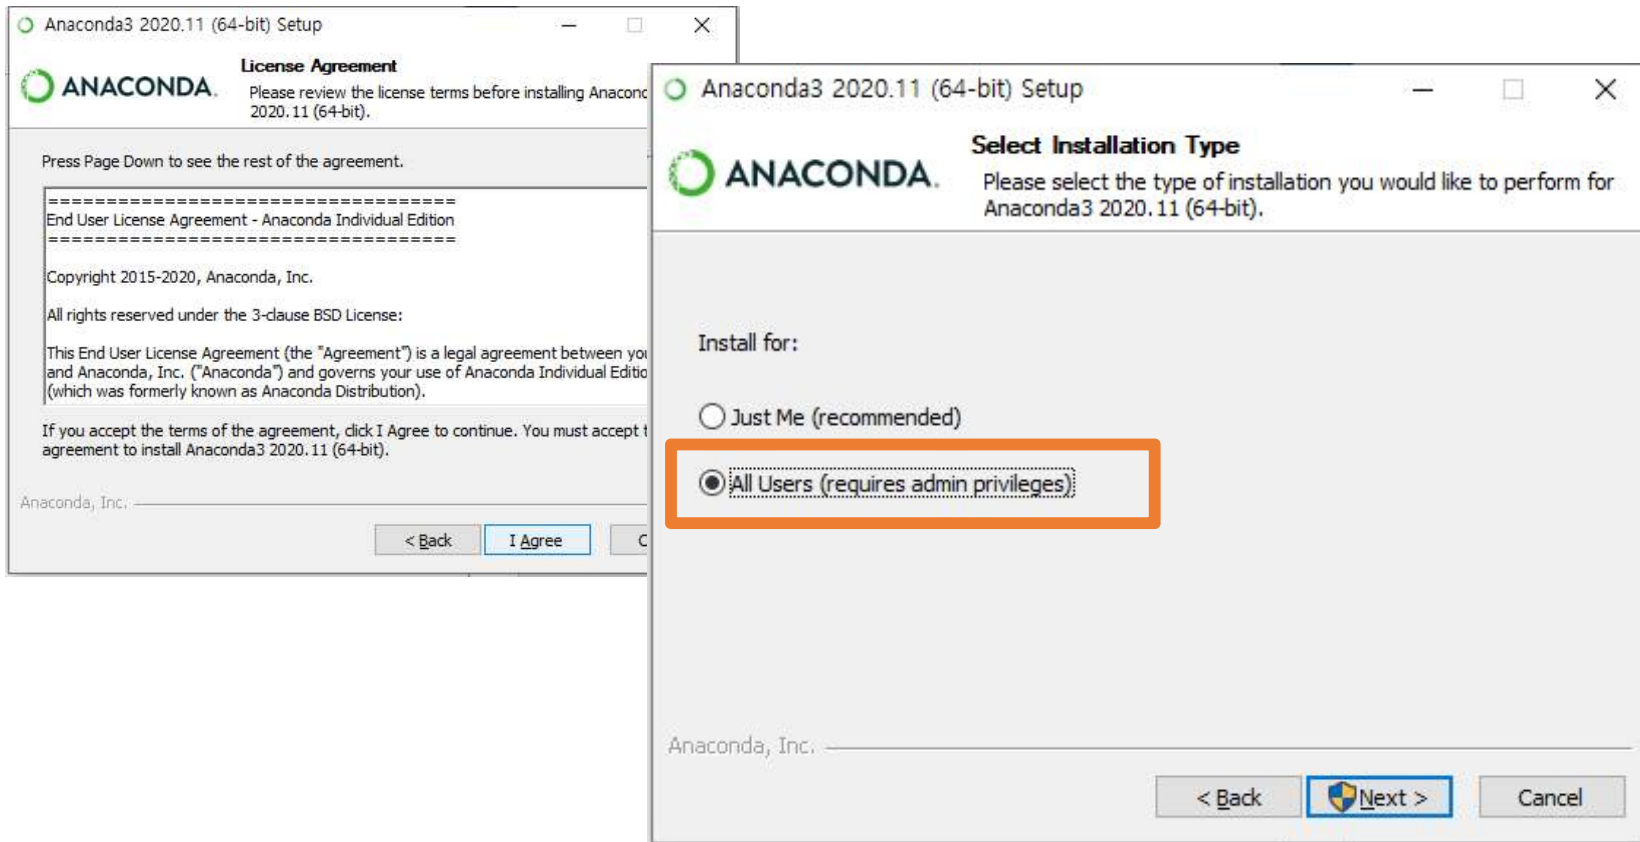 Anaconda3 2020.11 (64-bit) Setup
ANACONDA.
License Agreement
Please review the license terms before installing Anaconc
2020.11 (64-bit).
Press Page Down to see the rest of the agreement.
===================================
End User License Agreement - Anaconda Individual Edition
===================================
Copyright 2015-2020, Anaconda, Inc.
All rights reserved under the 3-clause BSD License:
This End User License Agreement (the "Agreement") is a legal agreement between you
and Anaconda, Inc. ("Anaconda") and governs your use of Anaconda Individual Editio
(which was formerly known as Anaconda Distribution).
If you accept the terms of the agreement, click I Agree to continue. You must accept t
agreement to install Anaconda3 2020.11 (64-bit).
Anaconda, Inc.
< Back
I Agree
C
Anaconda3 2020.11 (64-bit) Setup
ANACONDA.
Select Installation Type
Please select the type of installation you would like to perform for
Anaconda3 2020.11 (64-bit).
Install for:
Just Me (recommended)
All Users (requires admin privileges)
Anaconda, Inc.
< Back
Next >
Cancel